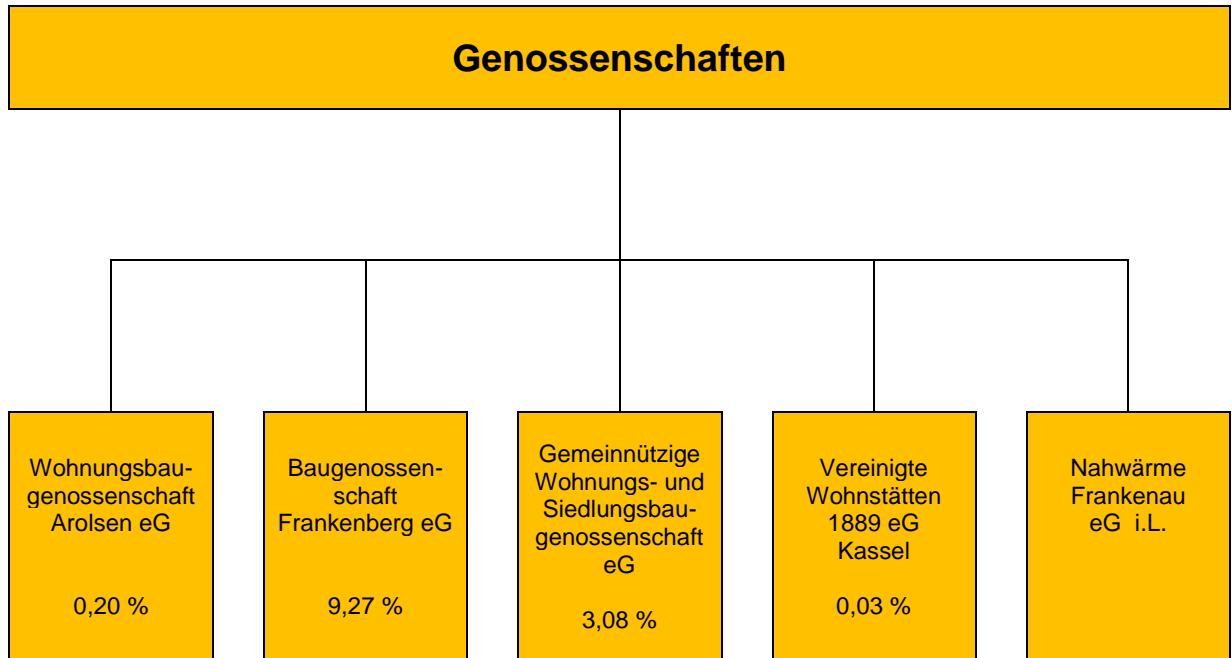 Genossenschaften
Wohnungsbau-
genossenschaft
Arolsen eG
0,20 %
Baugenossen-
schaft
Frankenberg eG
9,27 %
Gemeinnützige
Wohnungs- und
Siedlungsbau-
genossenschaft
eG
3,08 %
Vereinigte
Wohnstätten
1889 eG
Kassel
0,03 %
Nahwärme
Frankenau
eG i.L.